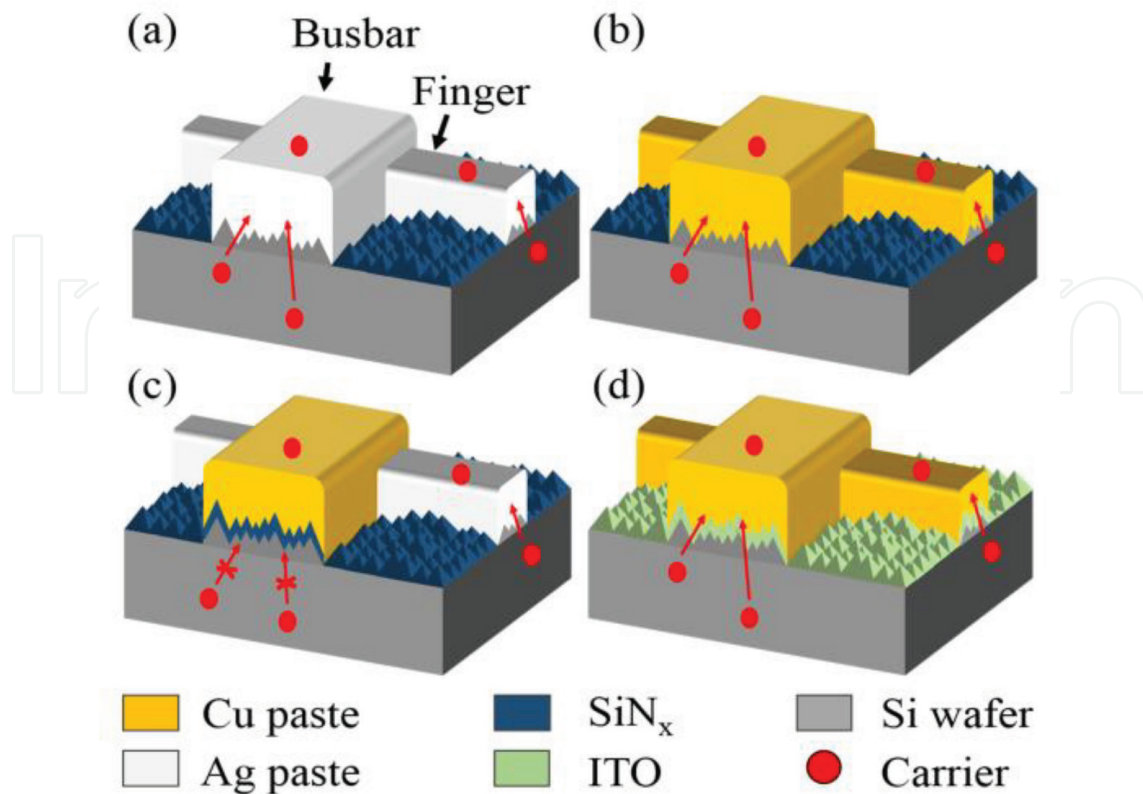 (a)
(b)
Busbar
Finger
(c)
(d)
Cu paste
SiNₓ
Si wafer
Ag paste
ITO
Carrier